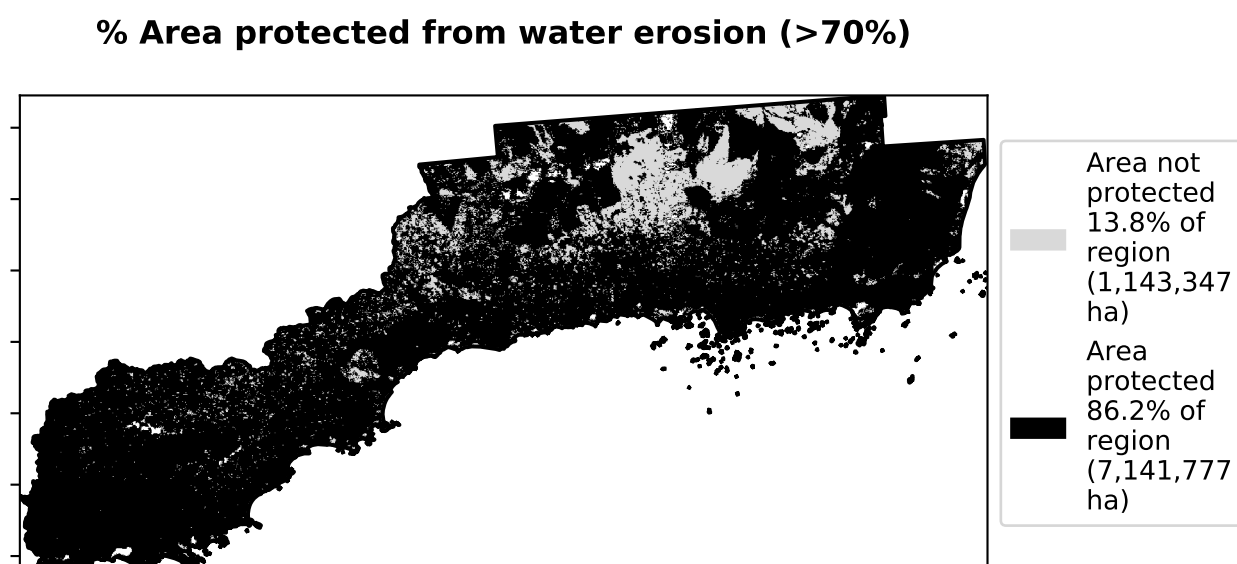 % Area protected from water erosion (>70%)
Area not
protected
13.8% of
region
(1,143,347
ha)
Area
protected
86.2% of
region
(7,141,777
ha)